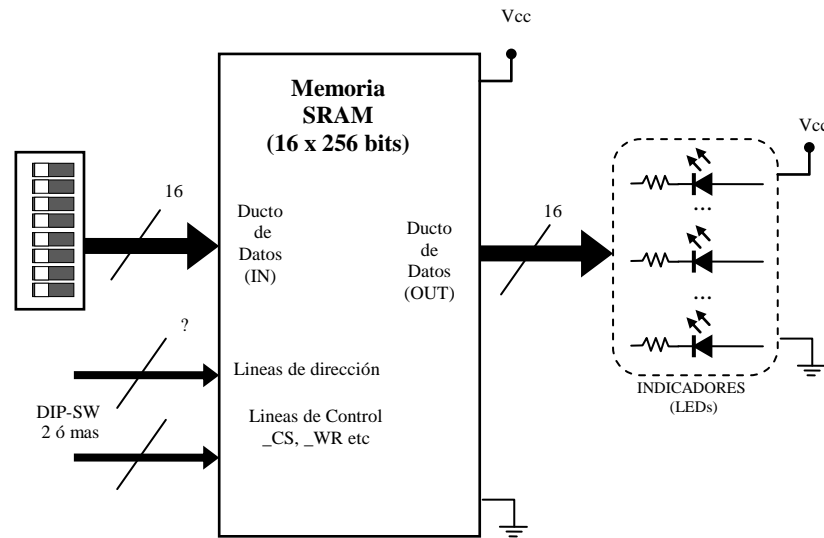 Vcc
Memoria
SRAM
(16 x 256 bits)
Vcc
16
Ducto
de
Datos
(IN)
Ducto
de
Datos
(OUT)
16
...
...
?
Lineas de dirección
DIP-SW
2 ó mas
Lineas de Control
_CS, _WR etc
INDICADORES
(LEDs)